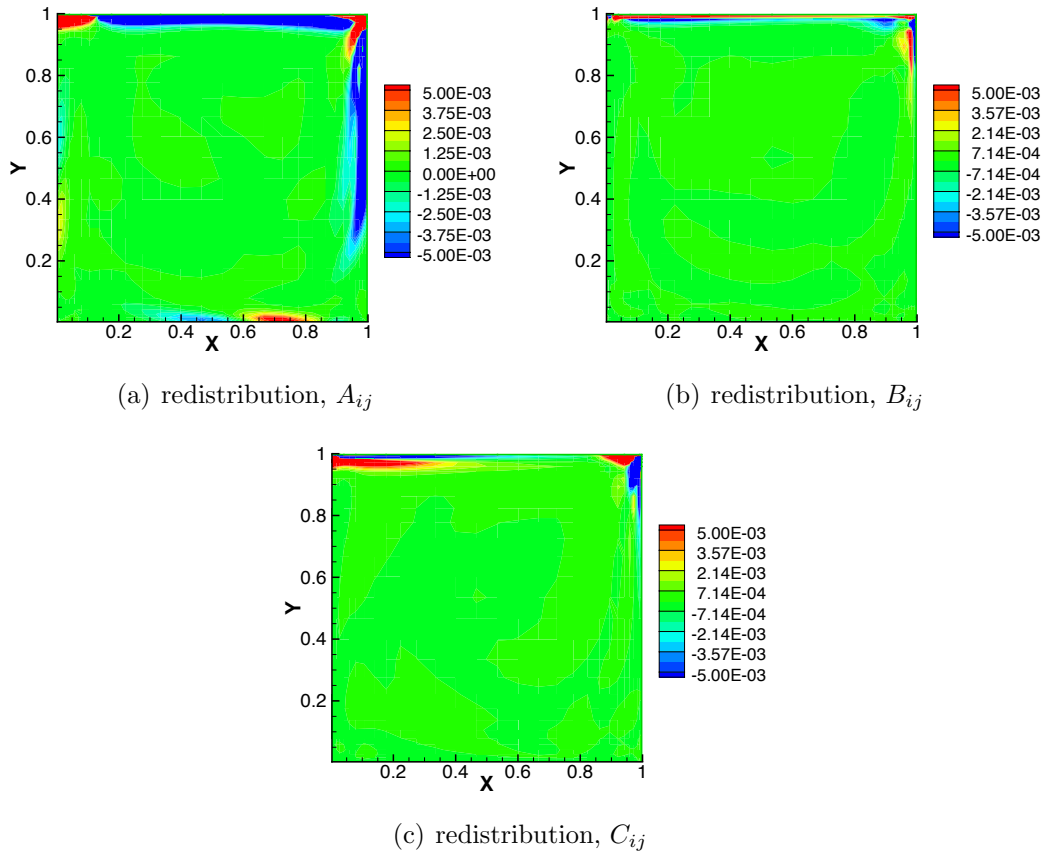 1
0.8
0.6
0.4
0.2
Y
0.2 0.4 0.6 0.8 1
X
5.00E-03
3.75E-03
2.50E-03
1.25E-03
0.00E+00
-1.25E-03
-2.50E-03
-3.75E-03
-5.00E-03
(a) redistribution, A_{ij}
1
0.8
0.6
0.4
0.2
Y
0.2 0.4 0.6 0.8 1
X
5.00E-03
3.57E-03
2.14E-03
7.14E-04
-7.14E-04
-2.14E-03
-3.57E-03
-5.00E-03
(b) redistribution, B_{ij}
1
0.8
0.6
0.4
0.2
Y
0.2 0.4 0.6 0.8 1
X
5.00E-03
3.57E-03
2.14E-03
7.14E-04
-7.14E-04
-2.14E-03
-3.57E-03
-5.00E-03
(c) redistribution, C_{ij}